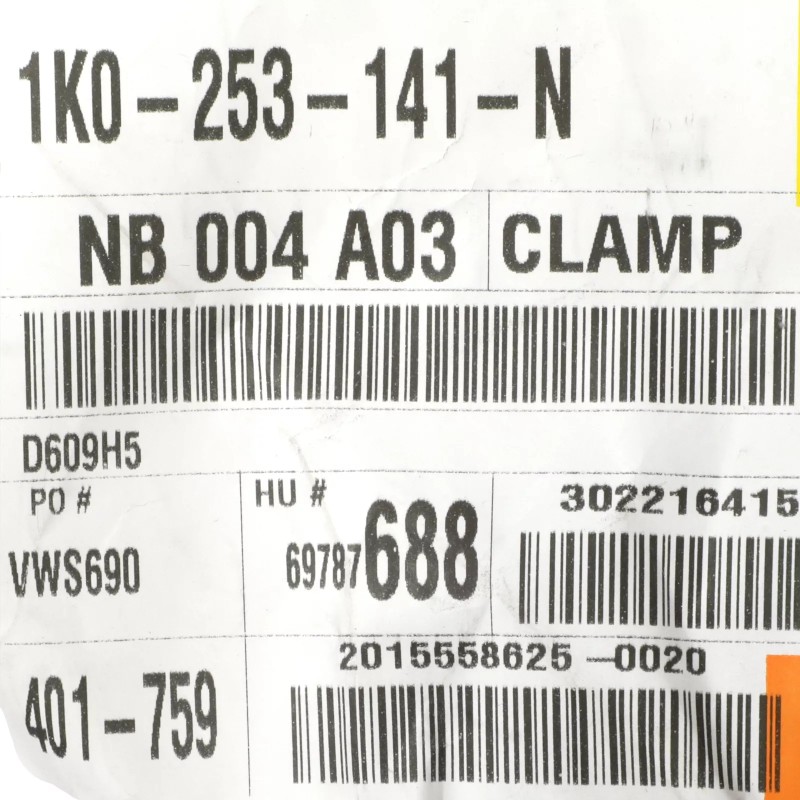 1K0-253-141-N
NB 004 A03 CLAMP
D609H5
PO #
VWS690
HU #
69787688
302216415
401-759
2015558625-0020